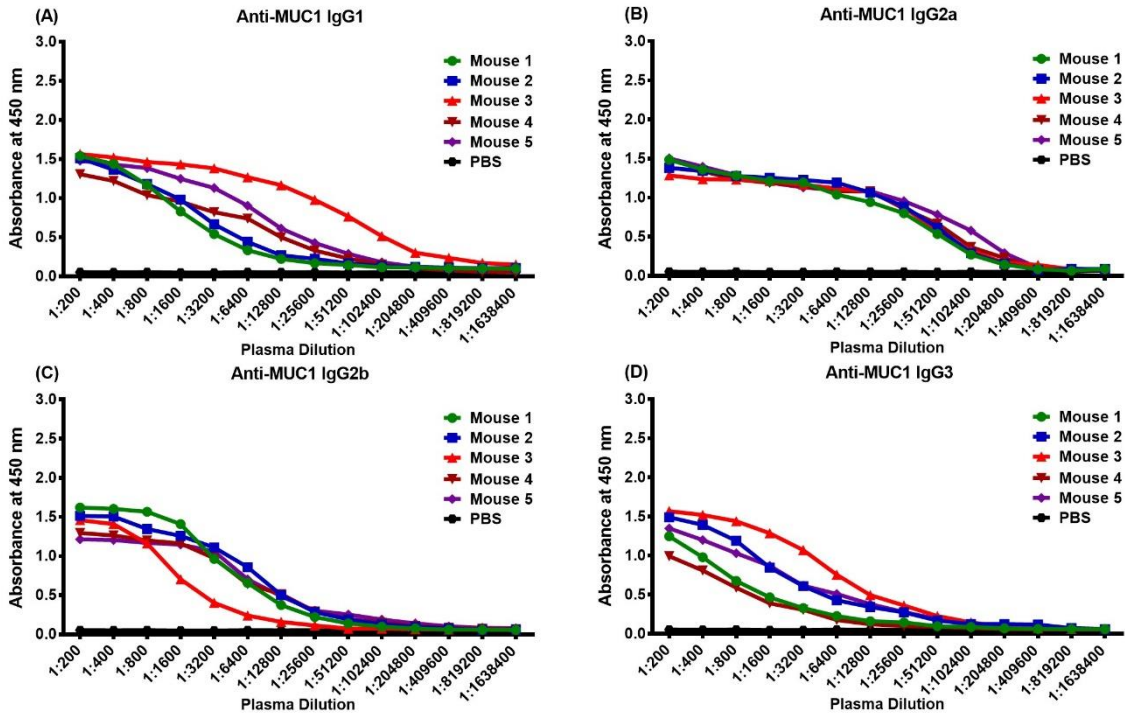 (A)
Anti-MUC1 IgG1
3.0
2.5
2.0
1.5
1.0
0.5
0.0
Absorbance at 450 nm
Mouse 1
Mouse 2
Mouse 3
Mouse 4
Mouse 5
PBS
1:200
1:400
1:800
1:1600
1:3200
1:6400
1:12800
1:25600
1:51200
1:102400
1:204800
1:409600
1:819200
1:1638400
Plasma Dilution
(B)
Anti-MUC1 IgG2a
3.0
2.5
2.0
1.5
1.0
0.5
0.0
Absorbance at 450 nm
Mouse 1
Mouse 2
Mouse 3
Mouse 4
Mouse 5
PBS
1:200
1:400
1:800
1:1600
1:3200
1:6400
1:12800
1:25600
1:51200
1:102400
1:204800
1:409600
1:819200
1:1638400
Plasma Dilution
(C)
Anti-MUC1 IgG2b
3.0
2.5
2.0
1.5
1.0
0.5
0.0
Absorbance at 450 nm
Mouse 1
Mouse 2
Mouse 3
Mouse 4
Mouse 5
PBS
1:200
1:400
1:800
1:1600
1:3200
1:6400
1:12800
1:25600
1:51200
1:102400
1:204800
1:409600
1:819200
1:1638400
Plasma Dilution
(D)
Anti-MUC1 IgG3
3.0
2.5
2.0
1.5
1.0
0.5
0.0
Absorbance at 450 nm
Mouse 1
Mouse 2
Mouse 3
Mouse 4
Mouse 5
PBS
1:200
1:400
1:800
1:1600
1:3200
1:6400
1:12800
1:25600
1:51200
1:102400
1:204800
1:409600
1:819200
1:1638400
Plasma Dilution